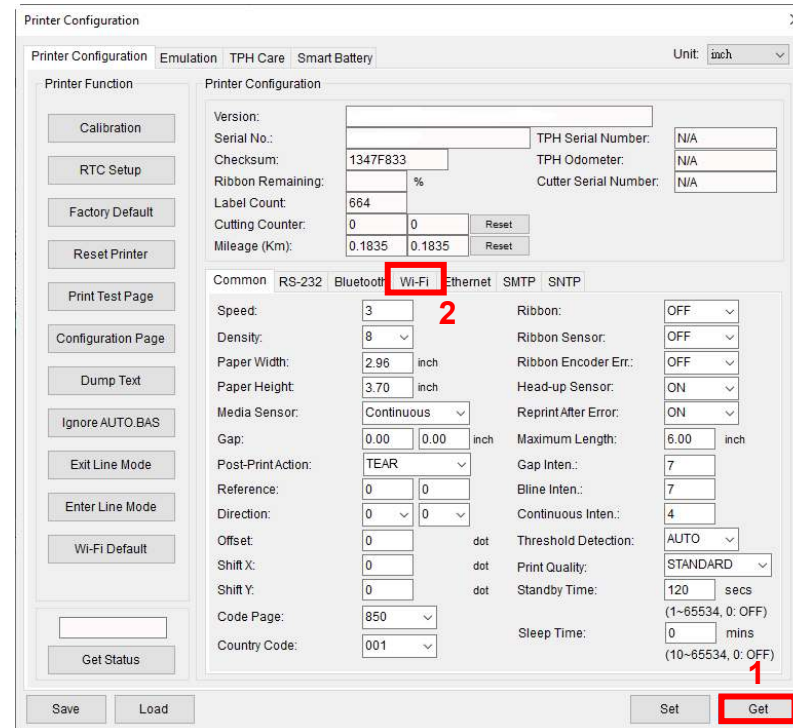 Printer Configuration
Printer Configuration Emulation TPH Care Smart Battery Unit: inch
Printer Function
Calibration
RTC Setup
Factory Default
Reset Printer
Print Test Page
Configuration Page
Dump Text
Ignore AUTO.BAS
Exit Line Mode
Enter Line Mode
Wi-Fi Default
Get Status
Printer Configuration
Version:
Serial No.: TPH Serial Number: N/A
Checksum: 1347F833 TPH Odometer: N/A
Ribbon Remaining: % Cutter Serial Number: N/A
Label Count: 664
Cutting Counter: 0 0 Reset
Mileage (Km): 0.1835 0.1835 Reset
Common RS-232 Bluetooth Wi-Fi Ethernet SMTP SNTP
2
Speed: 3 Ribbon: OFF
Density: 8 Ribbon Sensor: OFF
Paper Width: 2.96 inch Ribbon Encoder Err.: OFF
Paper Height: 3.70 inch Head-up Sensor: ON
Media Sensor: Continuous Reprint After Error: ON
Gap: 0.00 0.00 inch Maximum Length: 6.00 inch
Post-Print Action: TEAR Gap Inten.: 7
Reference: 0 0 Bline Inten.: 7
Direction: 0 0 Continuous Inten.: 4
Offset: 0 dot Threshold Detection: AUTO
Shift X: 0 dot Print Quality: STANDARD
Shift Y: 0 dot Standby Time: 120 secs
(1~65534, 0: OFF)
Code Page: 850
Sleep Time: 0 mins
Country Code: 001
(10~65534, 0: OFF)
1
Save Load Set Get